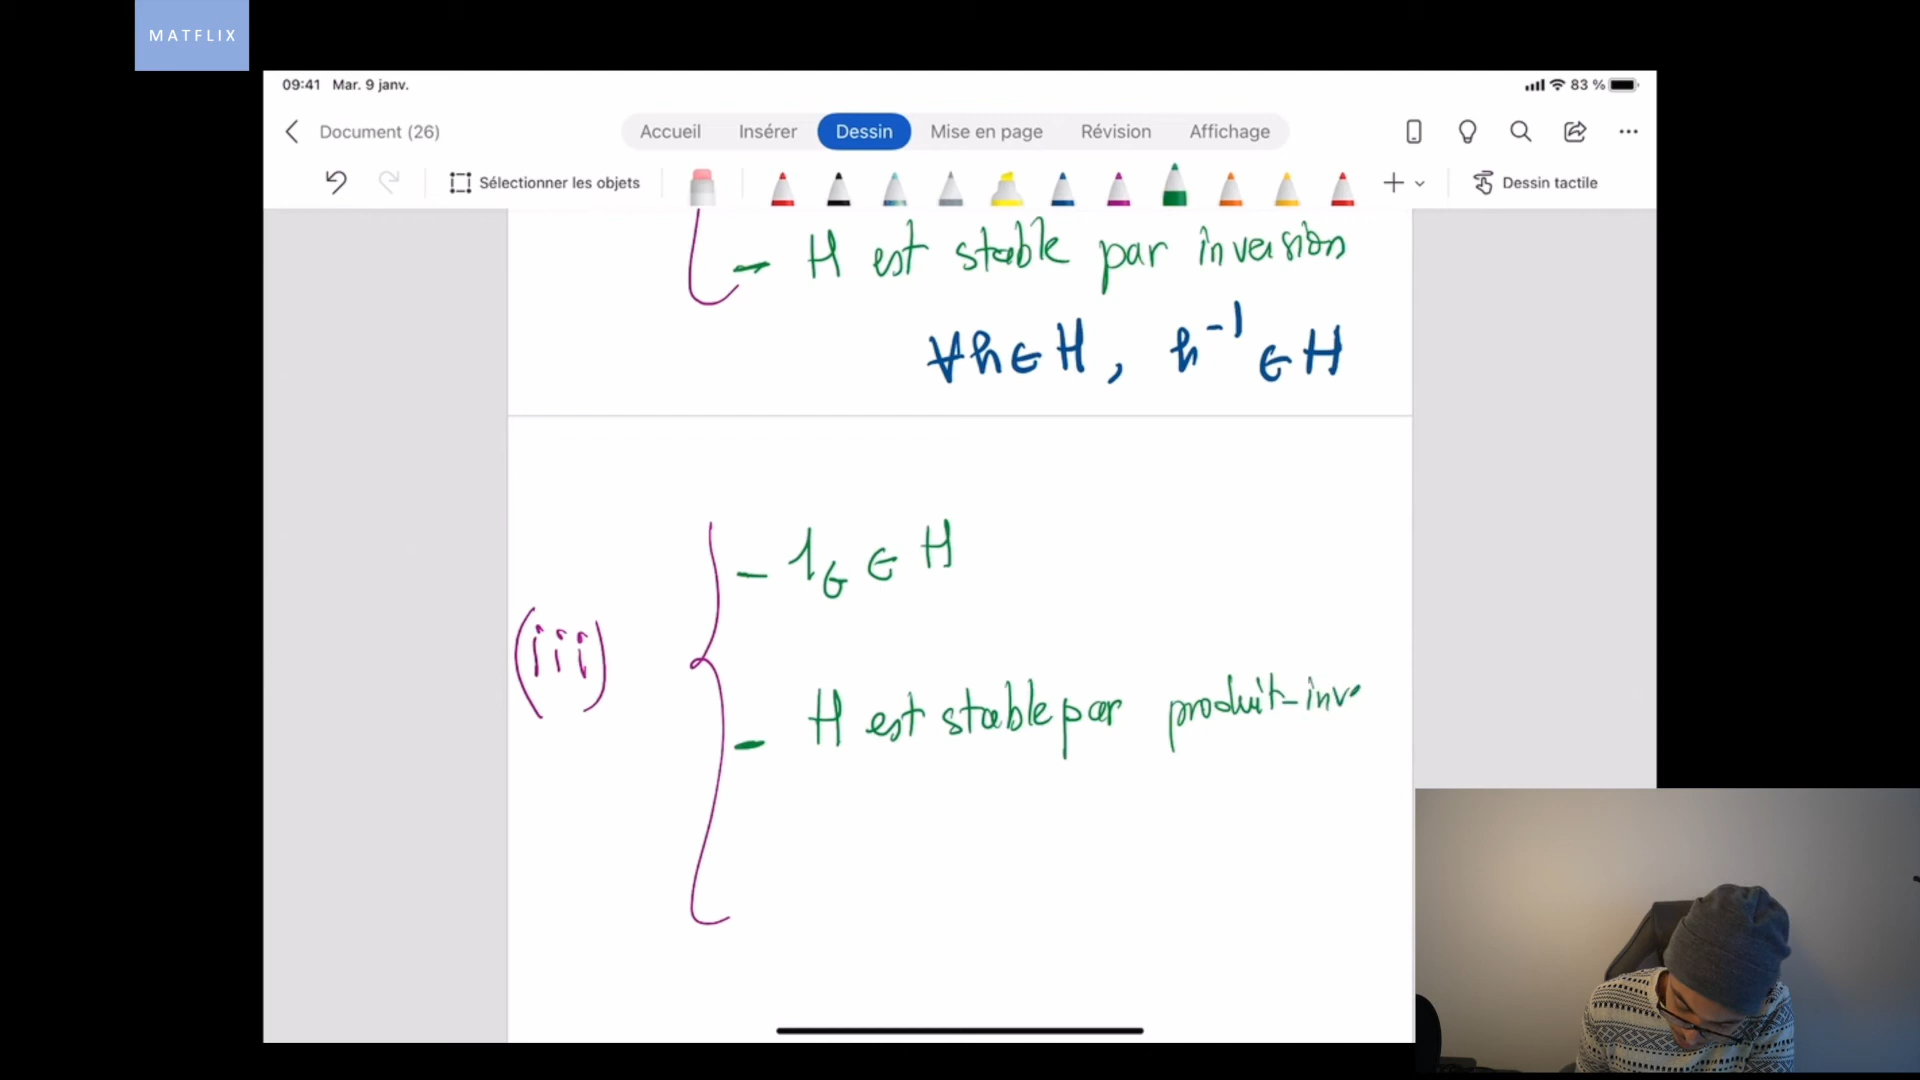 MATFLIX
09:41 Mar. 9 janv. 83 %
Document (26) Accueil Insérer Dessin Mise en page Révision Affichage
Sélectionner les objets Dessin tactile
- H est stable par inversion
∀h∈H, h⁻¹ ∈ H
- 1_G ∈ H
(iii)
- H est stable par produit-inv